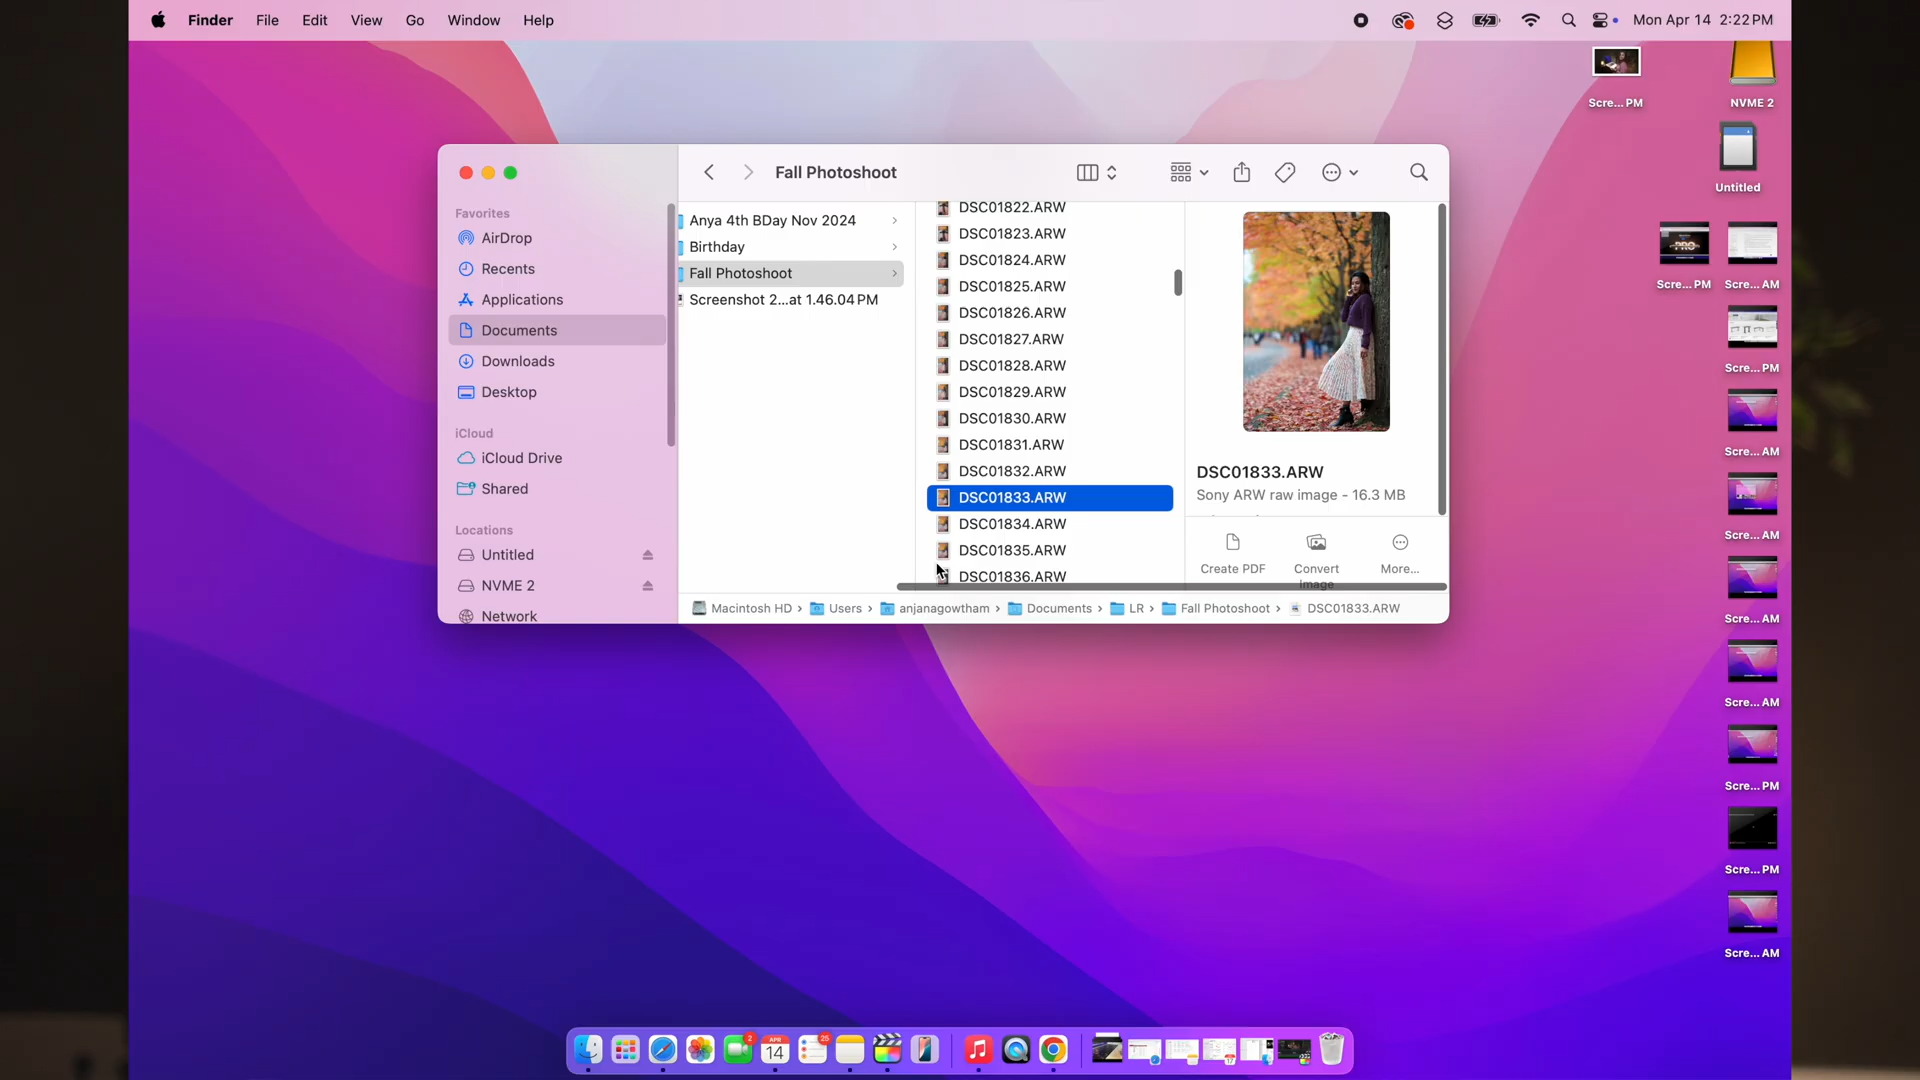 Finder File Edit View Go Window Help Mon Apr 14 2:22 PM
Scre... PM
NVME 2
Untitled
Scre... PM
Scre... AM
Scre... PM
Scre... AM
Scre... AM
Scre... AM
Scre... AM
Scre... PM
Scre... PM
Scre... AM
Fall Photoshoot
Favorites
AirDrop
Recents
Applications
Documents
Downloads
Desktop
iCloud
iCloud Drive
Shared
Locations
Untitled
NVME 2
Network
Anya 4th BDay Nov 2024
Birthday
Fall Photoshoot
Screenshot 2...at 1.46.04 PM
DSC01822.ARW
DSC01823.ARW
DSC01824.ARW
DSC01825.ARW
DSC01826.ARW
DSC01827.ARW
DSC01828.ARW
DSC01829.ARW
DSC01830.ARW
DSC01831.ARW
DSC01832.ARW
DSC01833.ARW
DSC01834.ARW
DSC01835.ARW
DSC01836.ARW
DSC01833.ARW
Sony ARW raw image - 16.3 MB
Create PDF
Convert Image
More...
Macintosh HD › Users › anjanagowtham › Documents › LR › Fall Photoshoot › DSC01833.ARW
2
APR
14
25
17